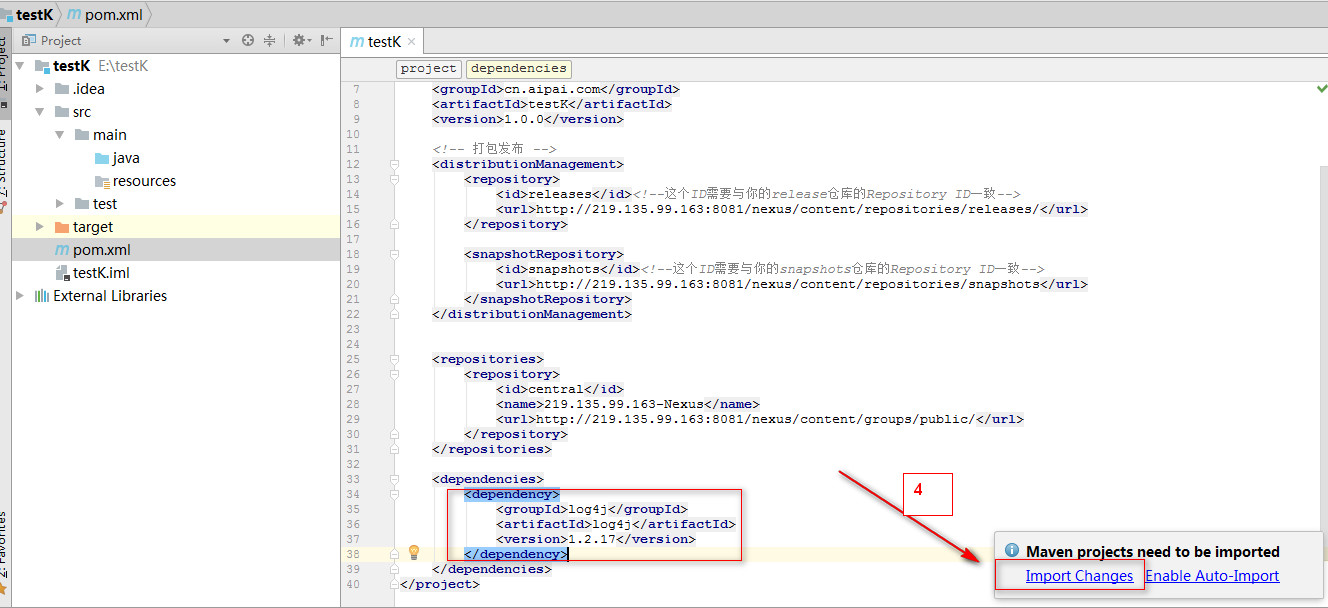 testK pom.xml
1: Project
Z: Structure
2: Favorites
Project
testK E:\testK
.idea
src
main
java
resources
test
target
pom.xml
testK.iml
External Libraries
testK
project dependencies
7 <groupId>cn.aipai.com</groupId>
8 <artifactId>testK</artifactId>
9 <version>1.0.0</version>
10
11 <!-- 打包发布 -->
12 <distributionManagement>
13 <repository>
14 <id>releases</id><!--这个ID需要与你的release仓库的Repository ID一致-->
15 <url>http://219.135.99.163:8081/nexus/content/repositories/releases/</url>
16 </repository>
17
18 <snapshotRepository>
19 <id>snapshots</id><!--这个ID需要与你的snapshots仓库的Repository ID一致-->
20 <url>http://219.135.99.163:8081/nexus/content/repositories/snapshots</url>
21 </snapshotRepository>
22 </distributionManagement>
23
24
25 <repositories>
26 <repository>
27 <id>central</id>
28 <name>219.135.99.163-Nexus</name>
29 <url>http://219.135.99.163:8081/nexus/content/groups/public/</url>
30 </repository>
31 </repositories>
32
33 <dependencies>
34 <dependency>
35 <groupId>log4j</groupId>
36 <artifactId>log4j</artifactId>
37 <version>1.2.17</version>
38 </dependency>
39 </dependencies>
40 </project>
4
Maven projects need to be imported
Import Changes Enable Auto-Import